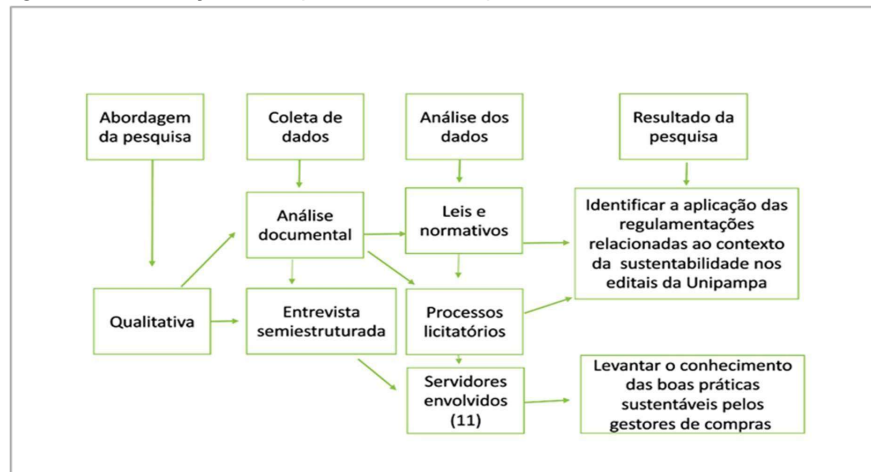 Abordagem
da pesquisa
Coleta de
dados
Análise dos
dados
Resultado da
pesquisa
Análise
documental
Leis e
normativos
Identificar a aplicação das
regulamentações
relacionadas ao contexto
da sustentabilidade nos
editais da Unipampa
Qualitativa
Entrevista
semiestruturada
Processos
licitatórios
Servidores
envolvidos
(11)
Levantar o conhecimento
das boas práticas
sustentáveis pelos
gestores de compras